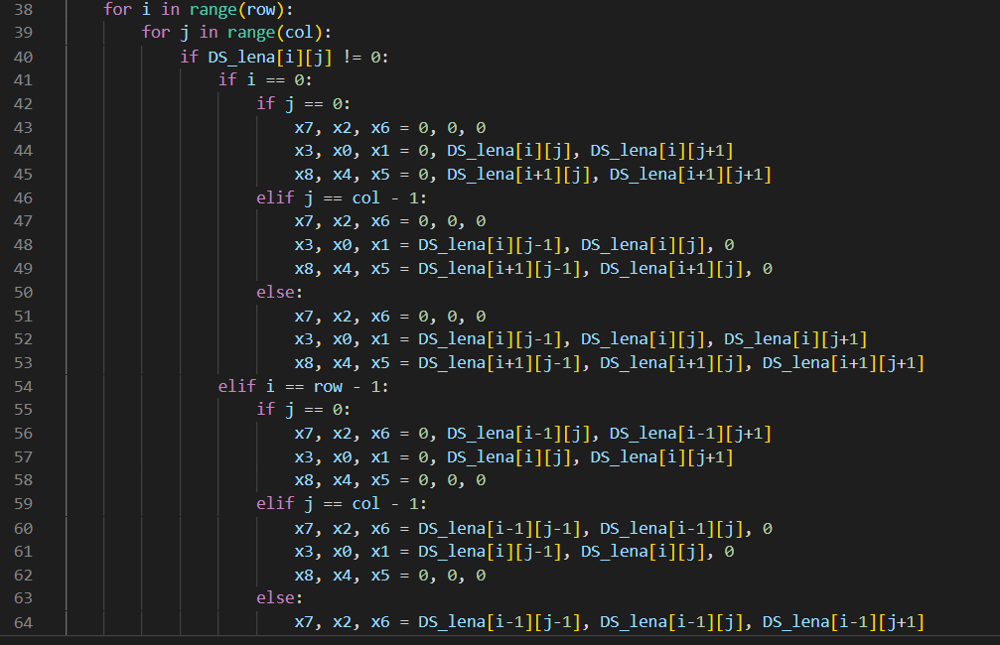 38 for i in range(row):
39 for j in range(col):
40 if DS_lena[i][j] != 0:
41 if i == 0:
42 if j == 0:
43 x7, x2, x6 = 0, 0, 0
44 x3, x0, x1 = 0, DS_lena[i][j], DS_lena[i][j+1]
45 x8, x4, x5 = 0, DS_lena[i+1][j], DS_lena[i+1][j+1]
46 elif j == col - 1:
47 x7, x2, x6 = 0, 0, 0
48 x3, x0, x1 = DS_lena[i][j-1], DS_lena[i][j], 0
49 x8, x4, x5 = DS_lena[i+1][j-1], DS_lena[i+1][j], 0
50 else:
51 x7, x2, x6 = 0, 0, 0
52 x3, x0, x1 = DS_lena[i][j-1], DS_lena[i][j], DS_lena[i][j+1]
53 x8, x4, x5 = DS_lena[i+1][j-1], DS_lena[i+1][j], DS_lena[i+1][j+1]
54 elif i == row - 1:
55 if j == 0:
56 x7, x2, x6 = 0, DS_lena[i-1][j], DS_lena[i-1][j+1]
57 x3, x0, x1 = 0, DS_lena[i][j], DS_lena[i][j+1]
58 x8, x4, x5 = 0, 0, 0
59 elif j == col - 1:
60 x7, x2, x6 = DS_lena[i-1][j-1], DS_lena[i-1][j], 0
61 x3, x0, x1 = DS_lena[i][j-1], DS_lena[i][j], 0
62 x8, x4, x5 = 0, 0, 0
63 else:
64 x7, x2, x6 = DS_lena[i-1][j-1], DS_lena[i-1][j], DS_lena[i-1][j+1]